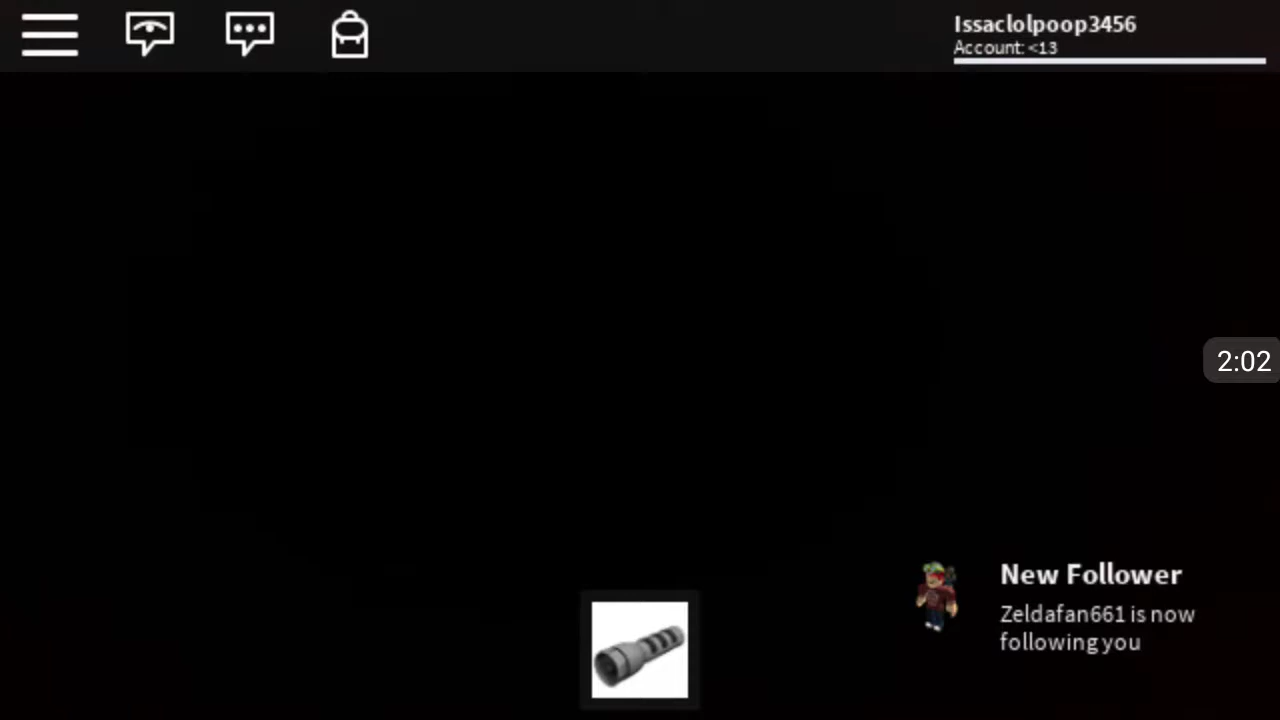 Issaclolpoop3456
Account: <13
2:02
New Follower
Zeldafan661 is now
following you